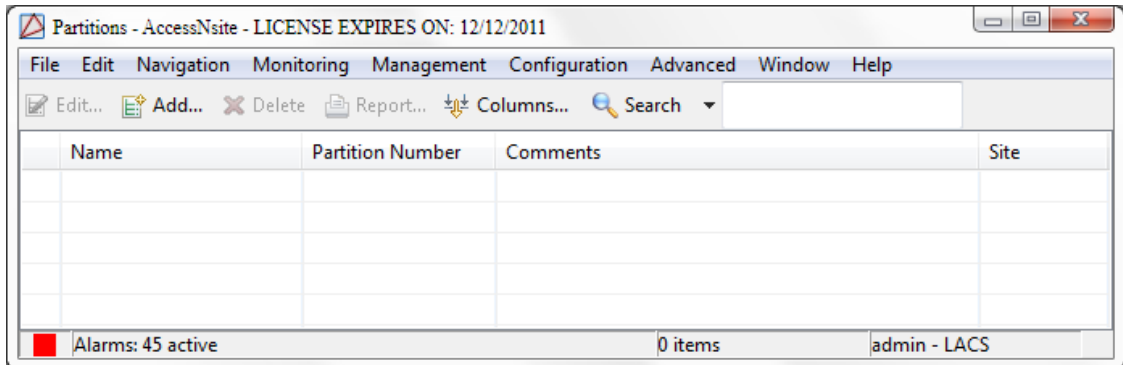 Partitions - AccessNsite - LICENSE EXPIRES ON: 12/12/2011
File Edit Navigation Monitoring Management Configuration Advanced Window Help
Edit... Add... Delete Report... Columns... Search
Name Partition Number Comments Site
Alarms: 45 active 0 items admin - LACS